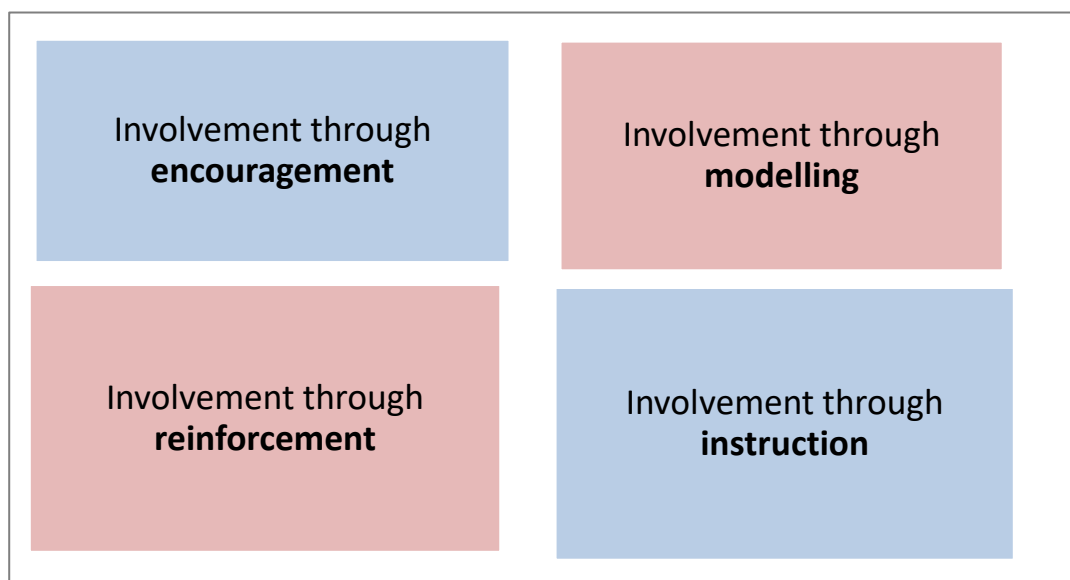 Involvement through
encouragement
Involvement through
modelling
Involvement through
reinforcement
Involvement through
instruction